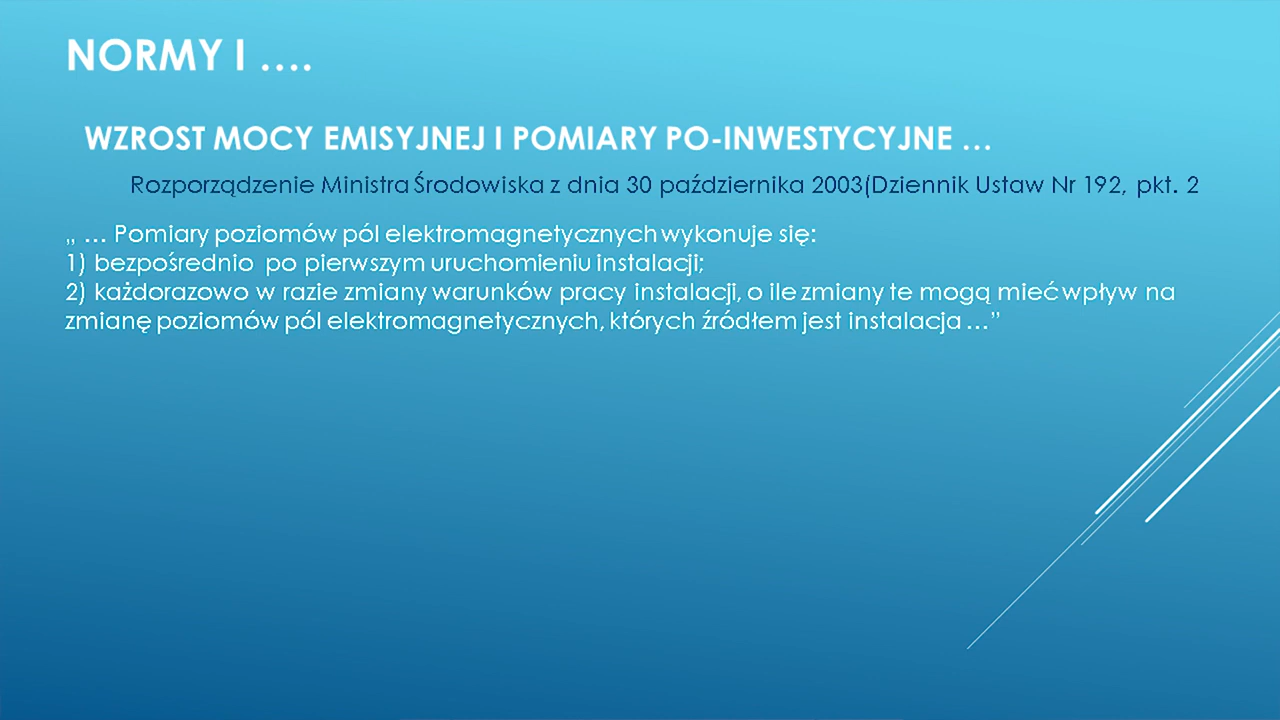 NORMY I ....
WZROST MOCY EMISYJNEJ I POMIARY PO-INWESTYCYJNE ...
Rozporządzenie Ministra Środowiska z dnia 30 października 2003(Dziennik Ustaw Nr 192, pkt. 2
„ ... Pomiary poziomów pól elektromagnetycznych wykonuje się:
1) bezpośrednio po pierwszym uruchomieniu instalacji;
2) każdorazowo w razie zmiany warunków pracy instalacji, o ile zmiany te mogą mieć wpływ na
zmianę poziomów pól elektromagnetycznych, których źródłem jest instalacja ...”